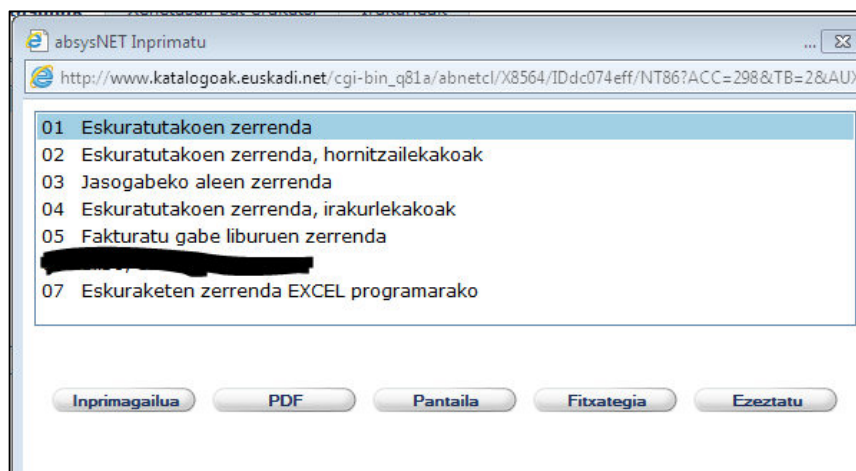 absysNET Inprimatu
...
http://www.katalogoak.euskadi.net/cgi-bin_q81a/abnetcl/X8564/IDdc074eff/NT86?ACC=298&TB=2&AUX
01 Eskuratutakoen zerrenda
02 Eskuratutakoen zerrenda, hornitzailekakoak
03 Jasogabeko aleen zerrenda
04 Eskuratutakoen zerrenda, irakurlekakoak
05 Fakturatu gabe liburuen zerrenda
07 Eskuraketen zerrenda EXCEL programarako
Inprimagailua PDF Pantaila Fitxategia Ezeztatu